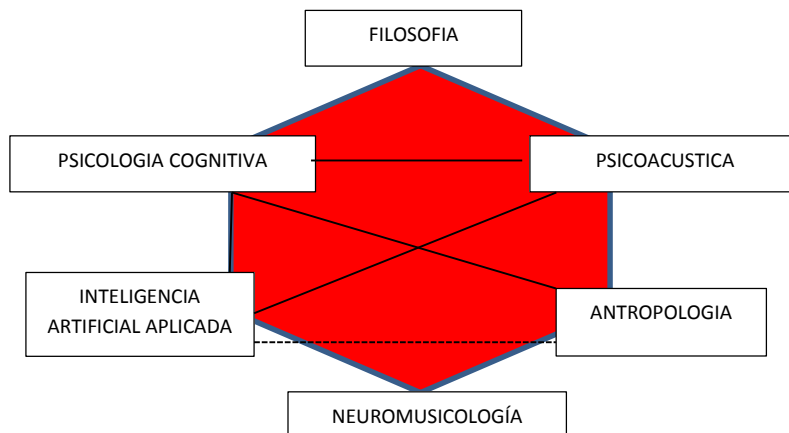 FILOSOFIA
PSICOLOGIA COGNITIVA
PSICOACUSTICA
INTELIGENCIA
ARTIFICIAL APLICADA
ANTROPOLOGIA
NEUROMUSICOLOGÍA